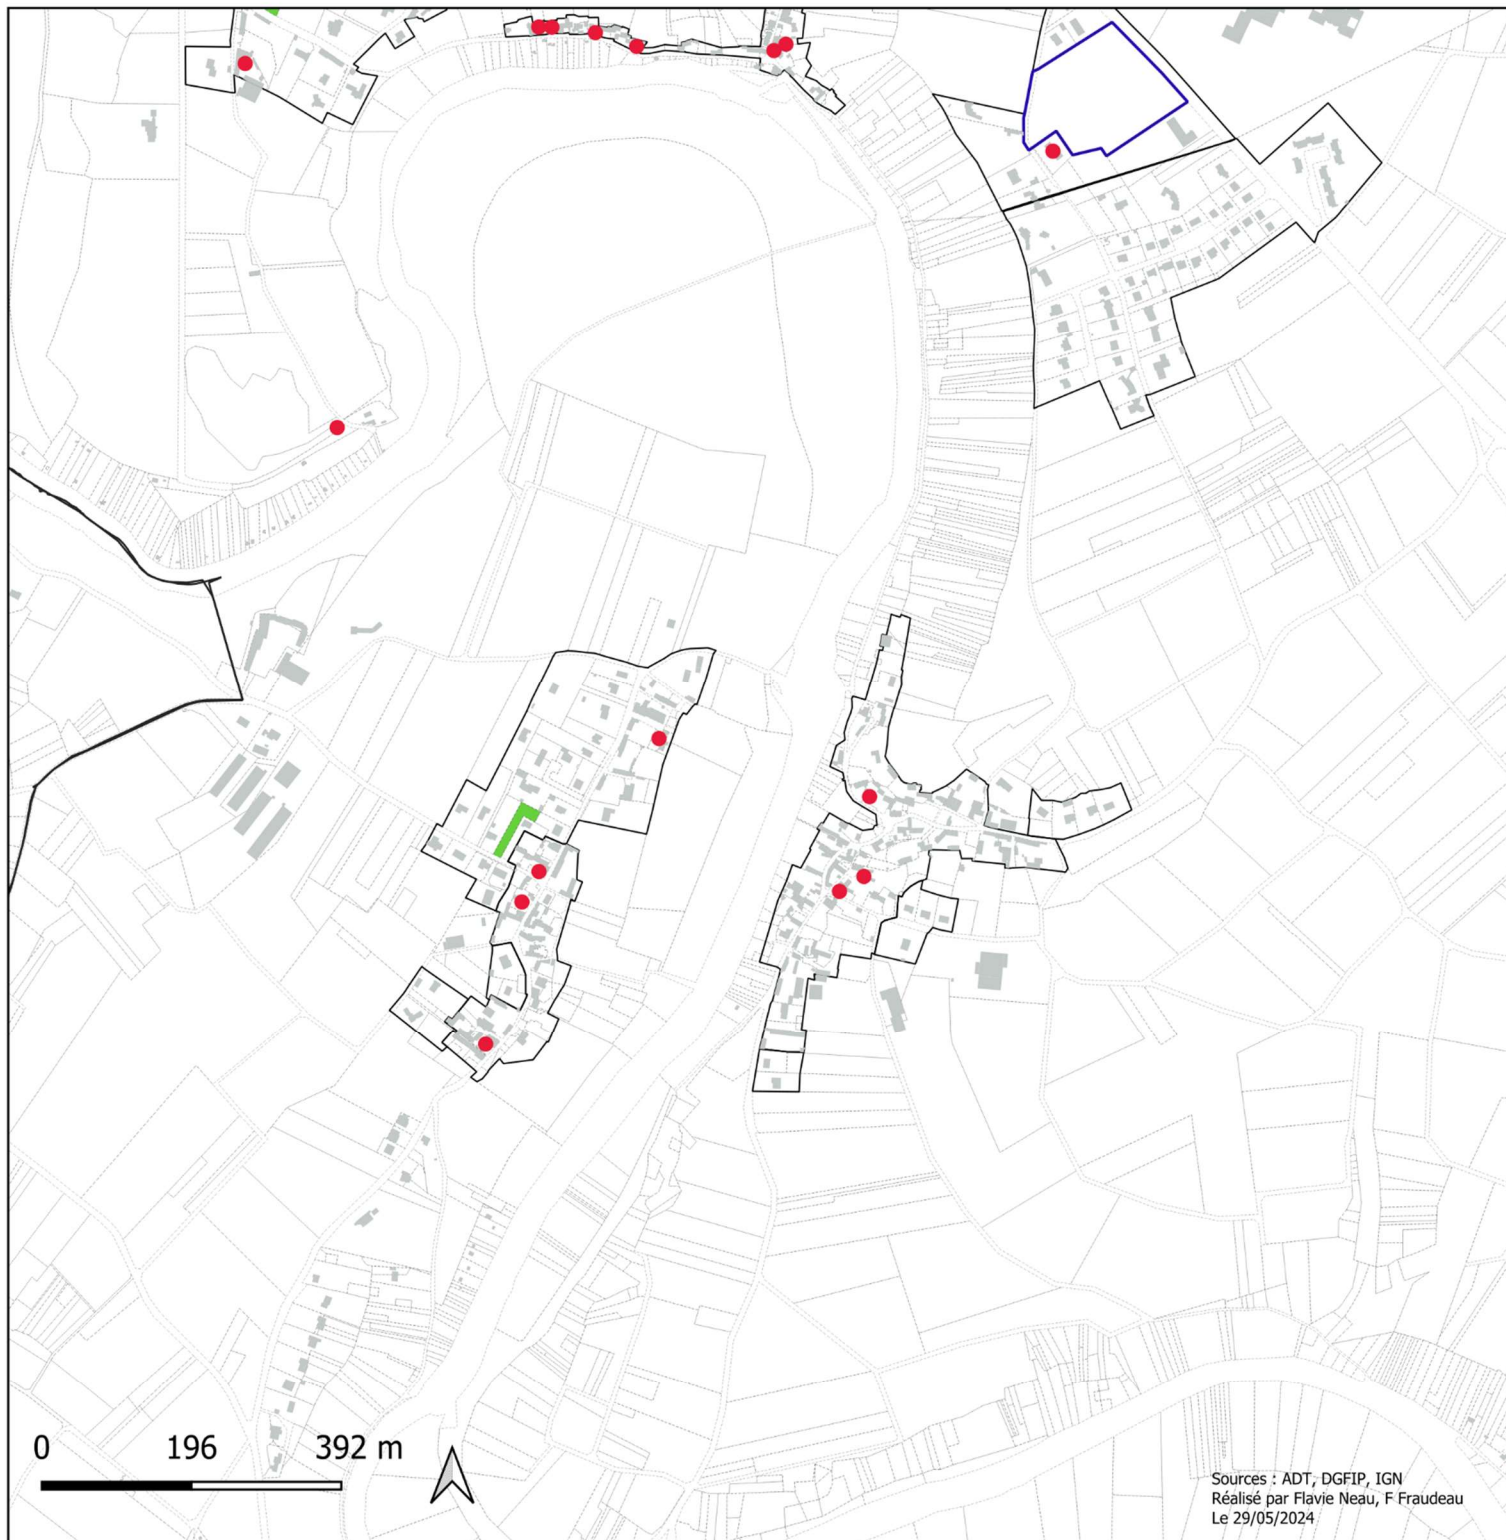 0 196 392 m
Sources : ADT, DGFIP, IGN
Réalisé par Flavie Neau, F Fraudeau
Le 29/05/2024